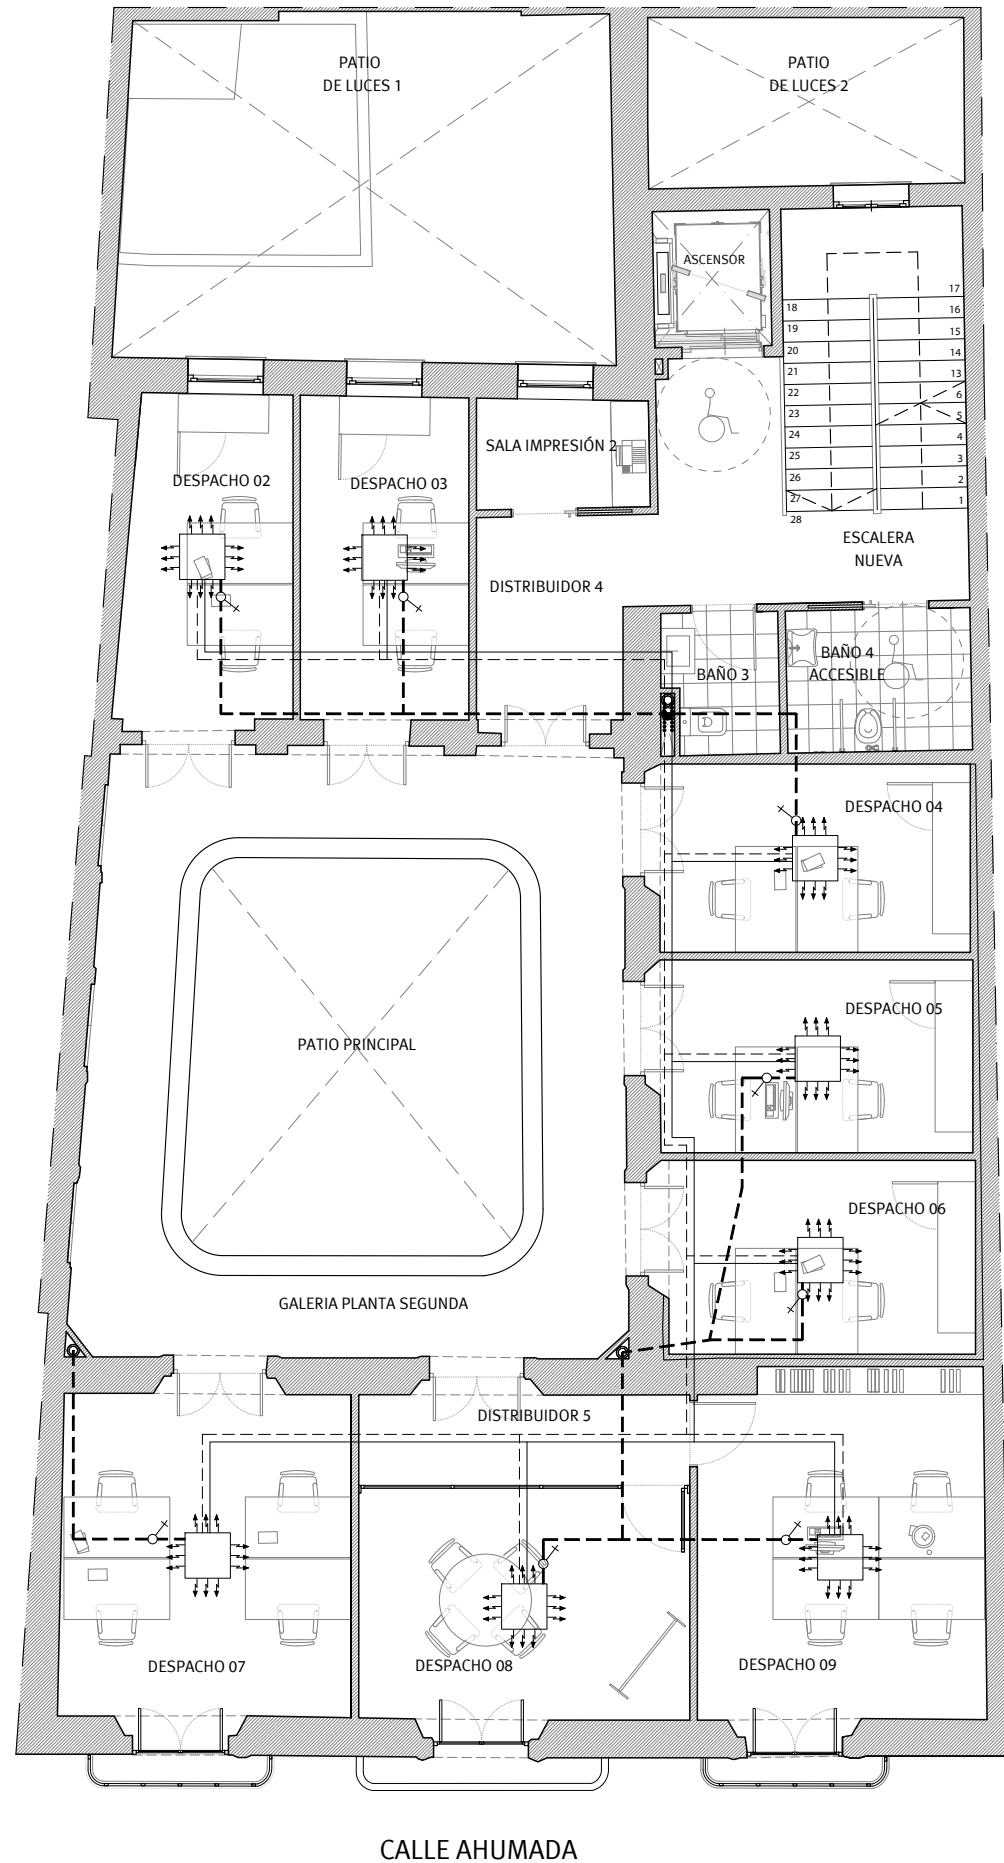 PATIO
DE LUCES 1
PATIO
DE LUCES 2
ASCENSOR
17
18
16
19
15
20
14
21
13
22
6
23
5
24
4
25
3
26
2
27
1
28
SALA IMPRESIÓN 2
DESPACHO 02
DESPACHO 03
ESCALERA
NUEVA
DISTRIBUIDOR 4
BAÑO 3
BAÑO 4
ACCESIBLE
DESPACHO 04
DESPACHO 05
PATIO PRINCIPAL
DESPACHO 06
GALERIA PLANTA SEGUNDA
DISTRIBUIDOR 5
DESPACHO 07
DESPACHO 08
DESPACHO 09
CALLE AHUMADA